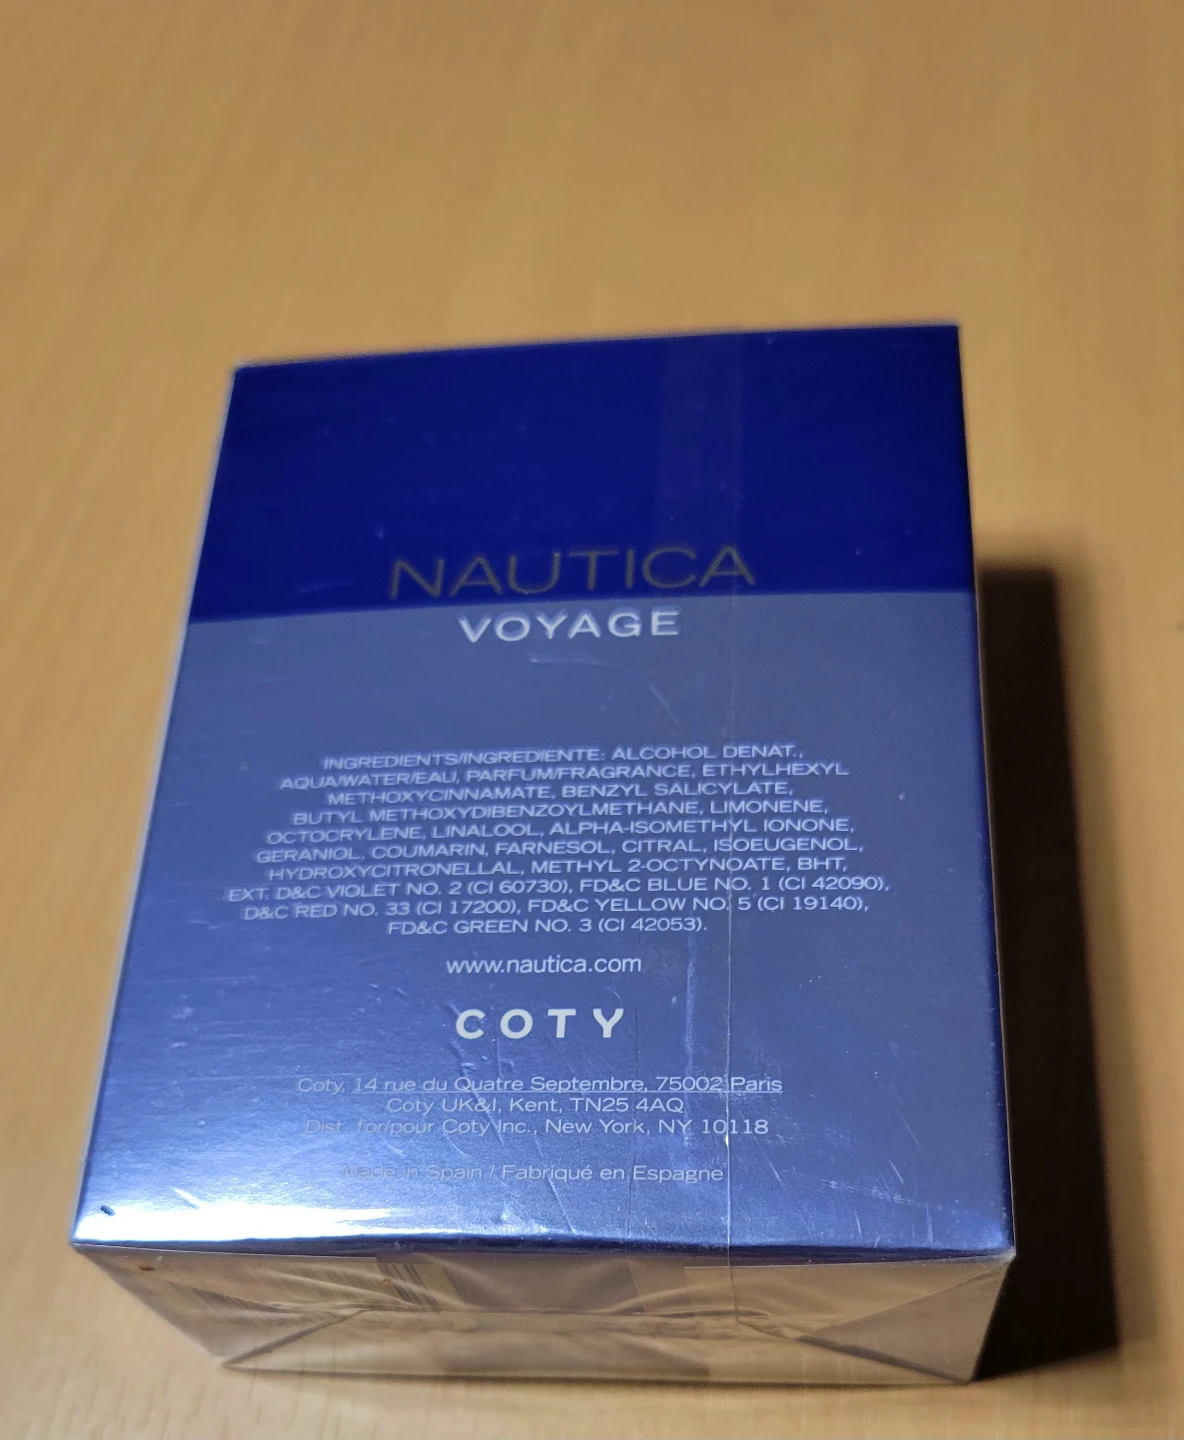 NAUTICA
VOYAGE
INGREDIENTS/INGREDIENTE: ALCOHOL DENAT.,
AQUA/WATER/EAU, PARFUM/FRAGRANCE, ETHYLHEXYL
METHOXYCINNAMATE, BENZYL SALICYLATE,
BUTYL METHOXYDIBENZOYLMETHANE, LIMONENE,
OCTOCRYLENE, LINALOOL, ALPHA-ISOMETHYL IONONE,
GERANIOL, COUMARIN, FARNESOL, CITRAL, ISOEUGENOL,
HYDROXYCITRONELLAL, METHYL 2-OCTYNOATE, BHT,
EXT. D&C VIOLET NO. 2 (CI 60730), FD&C BLUE NO. 1 (CI 42090),
D&C RED NO. 33 (CI 17200), FD&C YELLOW NO. 5 (CI 19140),
FD&C GREEN NO. 3 (CI 42053).
www.nautica.com
COTY
Coty, 14 rue du Quatre Septembre, 75002 Paris
Coty UK&I, Kent, TN25 4AQ
Dist. for/pour Coty Inc., New York, NY 10118
Made in Spain / Fabriqué en Espagne